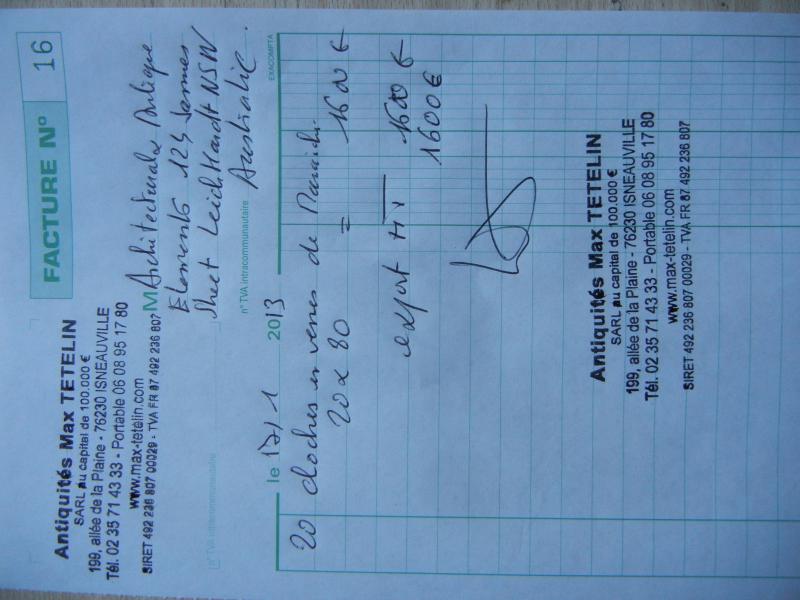 Antiquités Max TETELIN
SARL au capital de 100.000 €
199, allée de la Plaine - 76230 ISNEAUVILLE
Tél. 02 35 71 43 33 - Portable 06 08 95 17 80
www.max-tetelin.com
SIRET 492 236 807 00029 - TVA FR 87 492 236 807
FACTURE N° 16
M Architectural Antique
Elements 124 James
Street Leichhardt NSW
Australie.
n° TVA intracommunautaire
n° TVA intracommunautaire
le 17/1 2013
EXACOMPTA
20 cloches en verres de
20 x 80 = 1600 €
export HT 1600 €
1600 €
Antiquités Max TETELIN
SARL au capital de 100.000 €
199, allée de la Plaine - 76230 ISNEAUVILLE
Tél. 02 35 71 43 33 - Portable 06 08 95 17 80
www.max-tetelin.com
SIRET 492 236 807 00029 - TVA FR 87 492 236 807